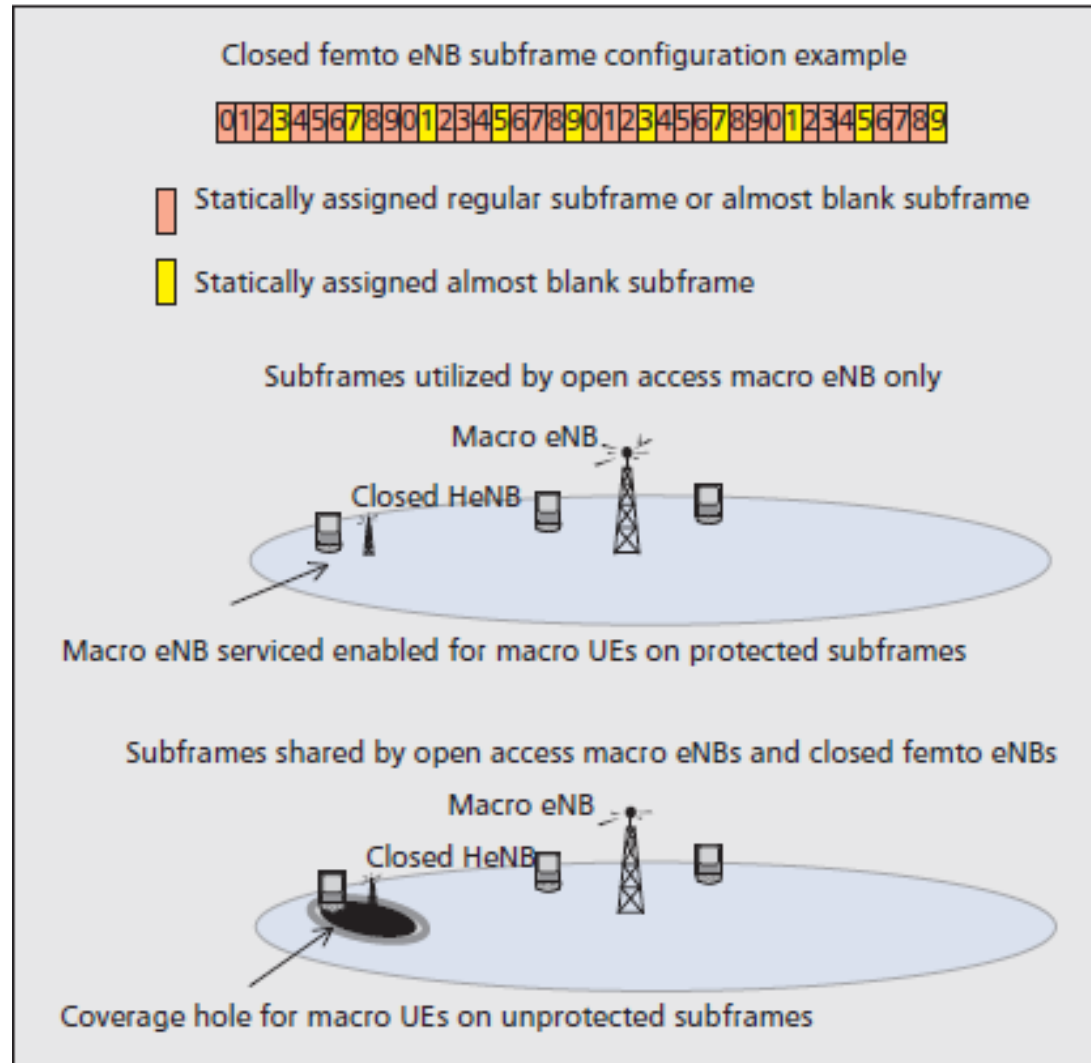 Closed femto eNB subframe configuration example
0123456789012345678901234567890123456789
Statically assigned regular subframe or almost blank subframe
Statically assigned almost blank subframe
Subframes utilized by open access macro eNB only
Macro eNB
Closed HeNB
Macro eNB serviced enabled for macro UEs on protected subframes
Subframes shared by open access macro eNBs and closed femto eNBs
Macro eNB
Closed HeNB
Coverage hole for macro UEs on unprotected subframes